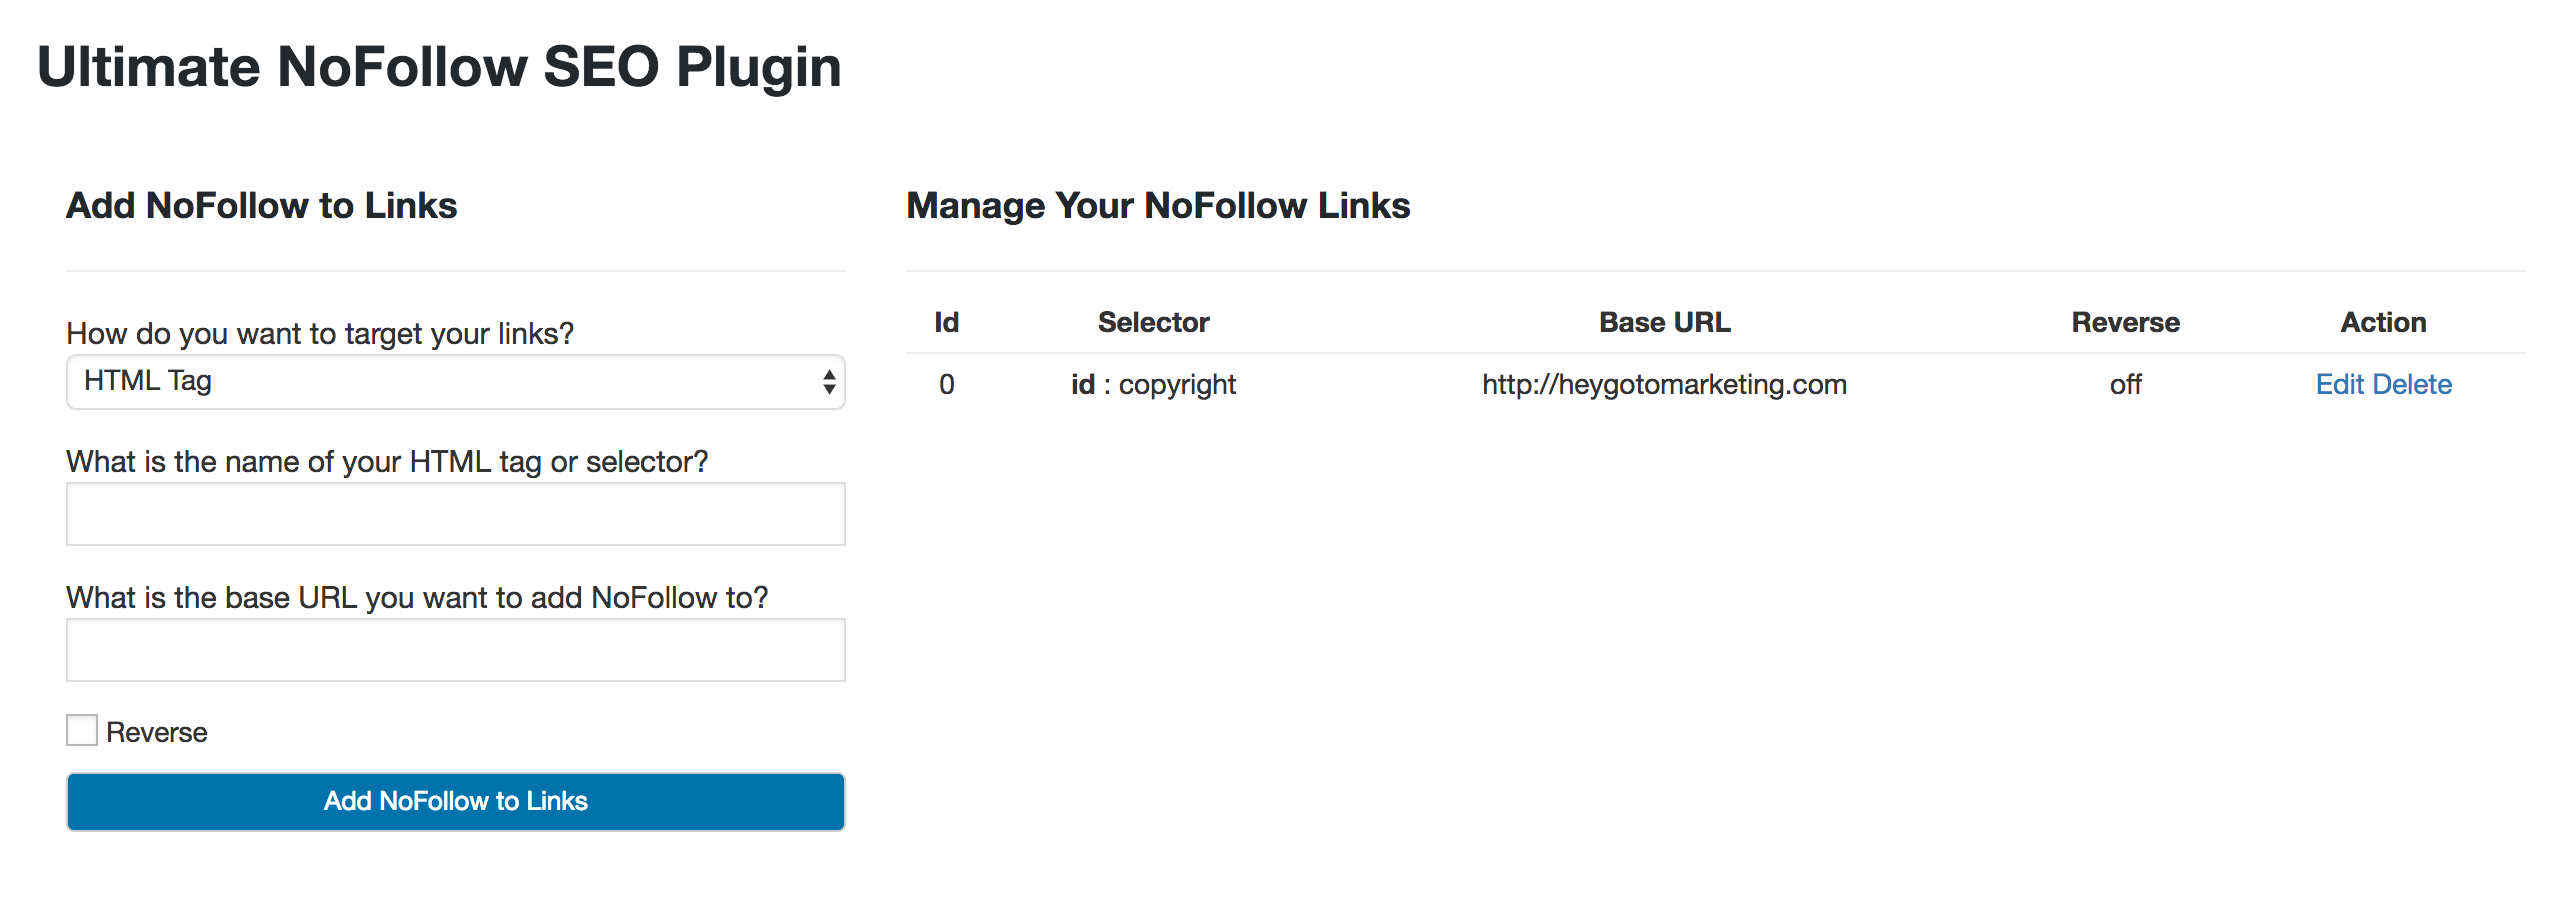 Ultimate NoFollow SEO Plugin
Add NoFollow to Links
How do you want to target your links?
HTML Tag
What is the name of your HTML tag or selector?
What is the base URL you want to add NoFollow to?
Reverse
Add NoFollow to Links
Manage Your NoFollow Links
Id Selector Base URL Reverse Action
0 id : copyright http://heygotomarketing.com off Edit Delete